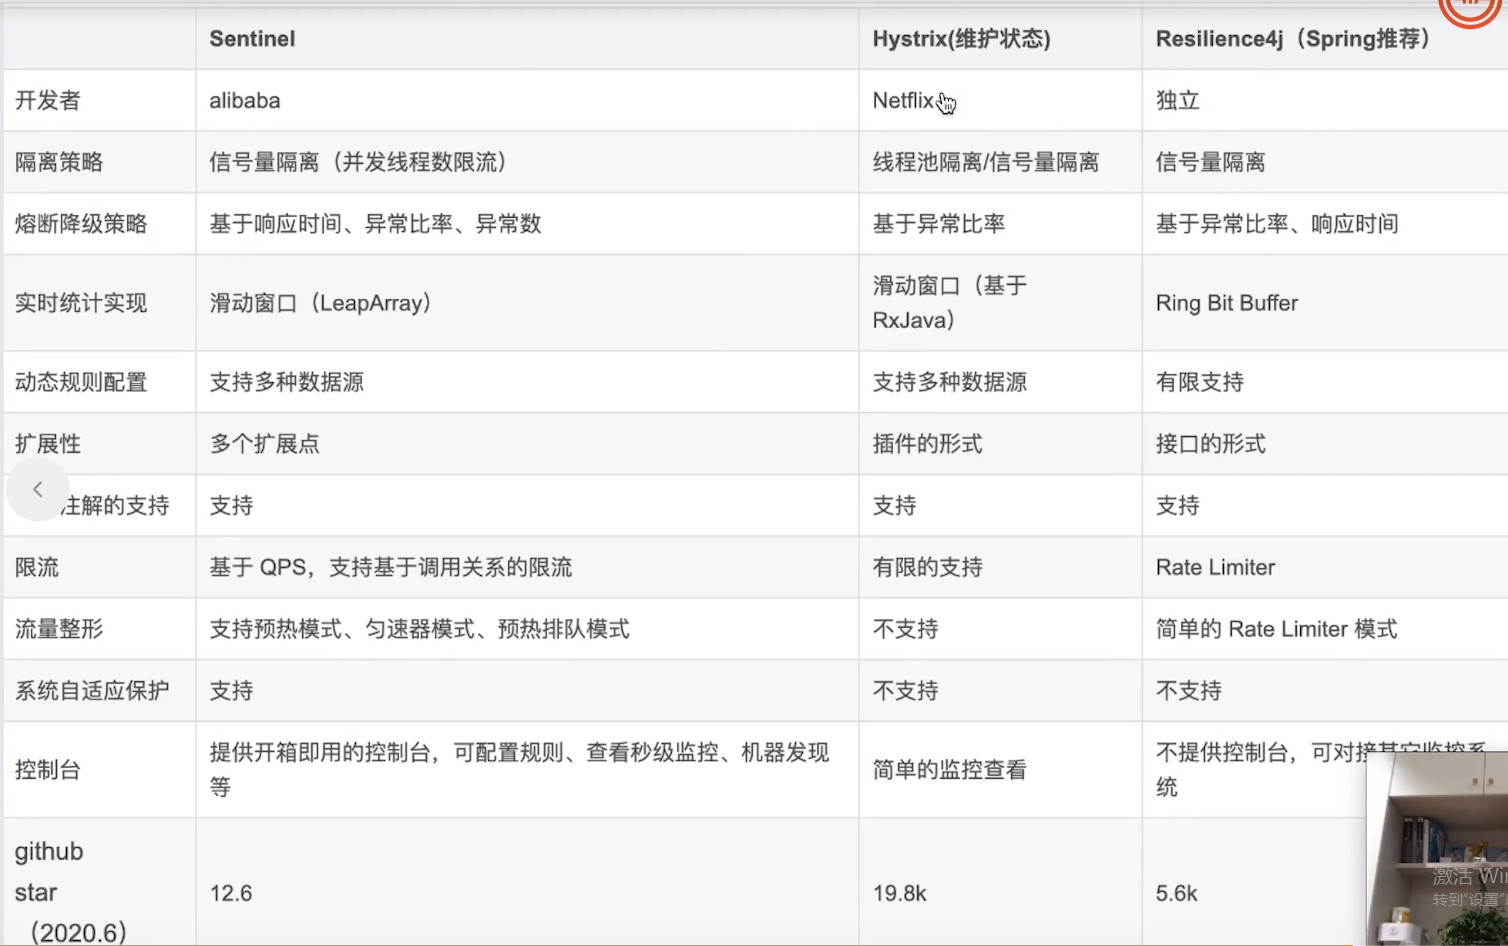 Sentinel Hystrix(维护状态) Resilience4j（Spring推荐）
开发者 alibaba Netflix 独立
隔离策略 信号量隔离（并发线程数限流） 线程池隔离/信号量隔离 信号量隔离
熔断降级策略 基于响应时间、异常比率、异常数 基于异常比率 基于异常比率、响应时间
实时统计实现 滑动窗口（LeapArray） 滑动窗口（基于
RxJava） Ring Bit Buffer
动态规则配置 支持多种数据源 支持多种数据源 有限支持
扩展性 多个扩展点 插件的形式 接口的形式
注解的支持 支持 支持 支持
限流 基于 QPS，支持基于调用关系的限流 有限的支持 Rate Limiter
流量整形 支持预热模式、匀速器模式、预热排队模式 不支持 简单的 Rate Limiter 模式
系统自适应保护 支持 不支持 不支持
控制台 提供开箱即用的控制台，可配置规则、查看秒级监控、机器发现
等 简单的监控查看 不提供控制台，可对接其它监控系
统
github
star
（2020.6） 12.6 19.8k 5.6k
激活 Win
转到"设置"